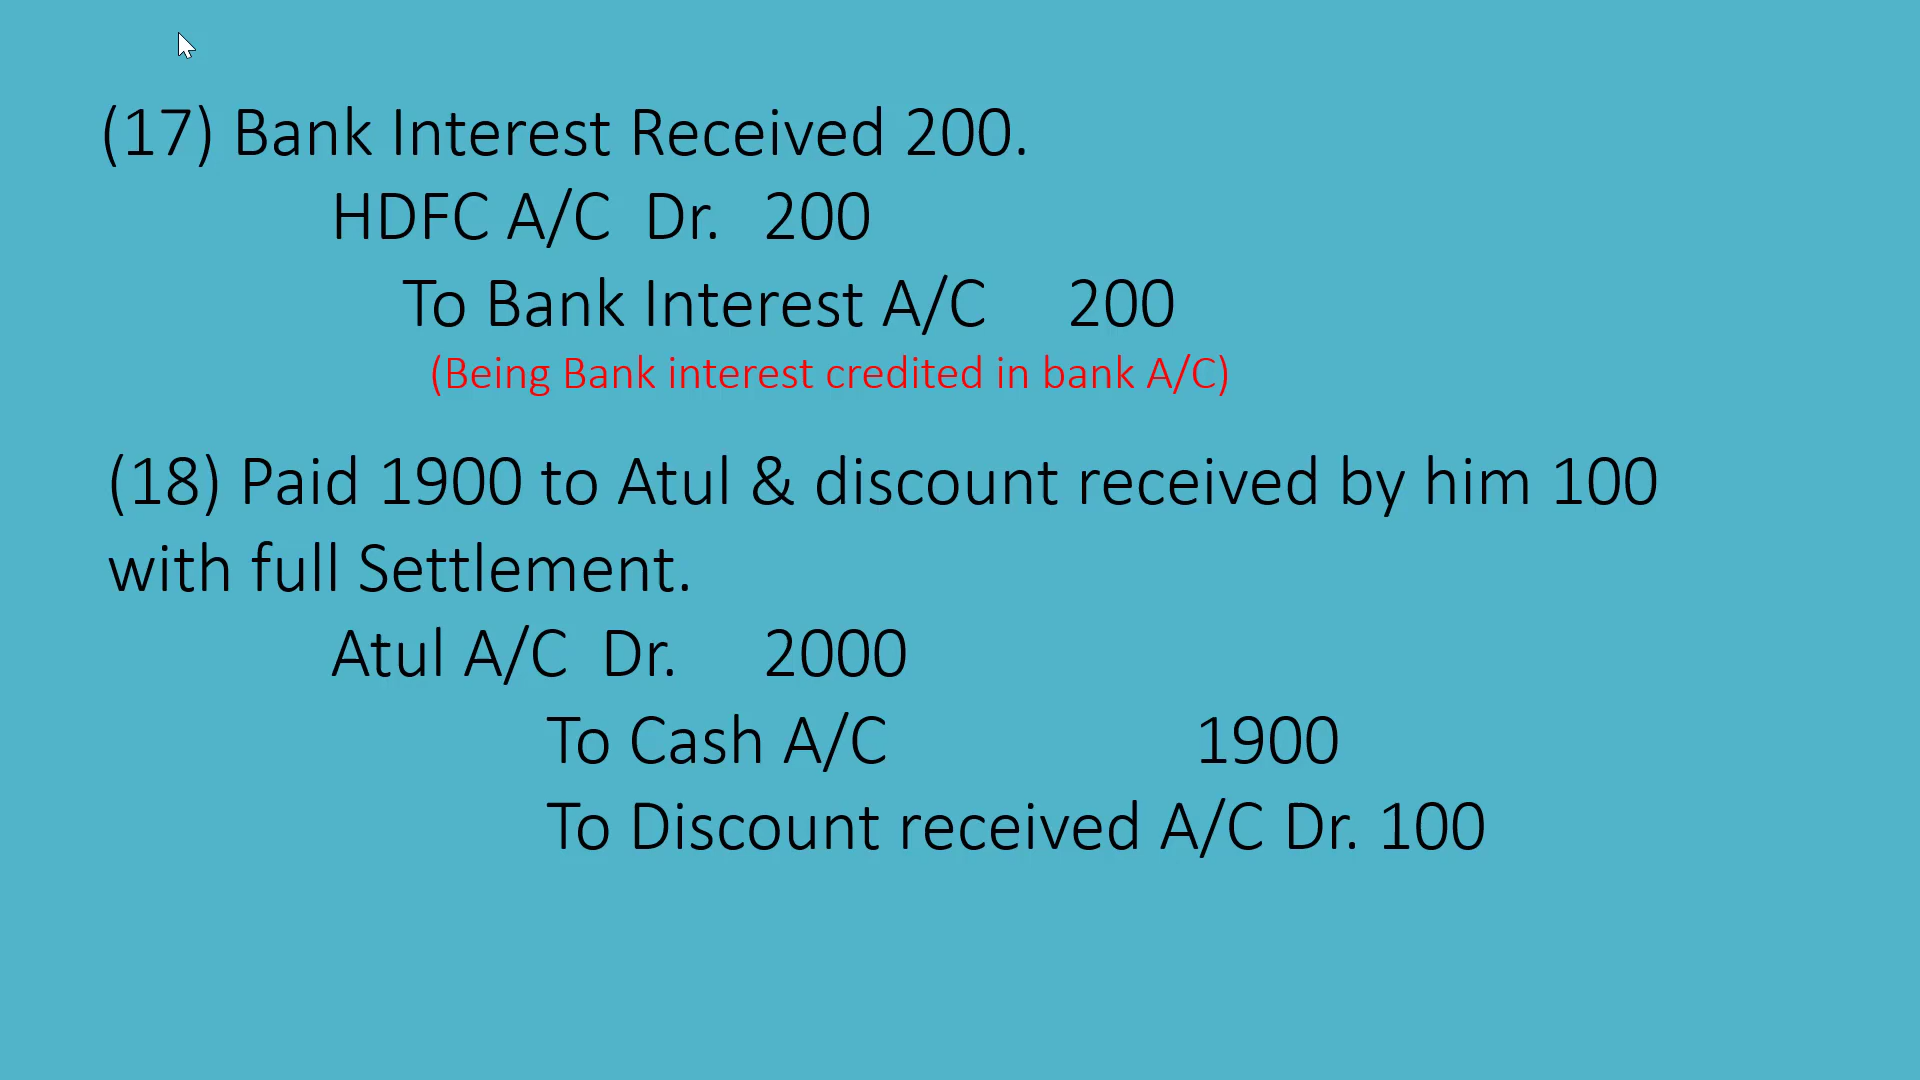 (17) Bank Interest Received 200.
HDFC A/C Dr. 200
To Bank Interest A/C 200
(Being Bank interest credited in bank A/C)
(18) Paid 1900 to Atul & discount received by him 100
with full Settlement.
Atul A/C Dr. 2000
To Cash A/C 1900
To Discount received A/C Dr. 100